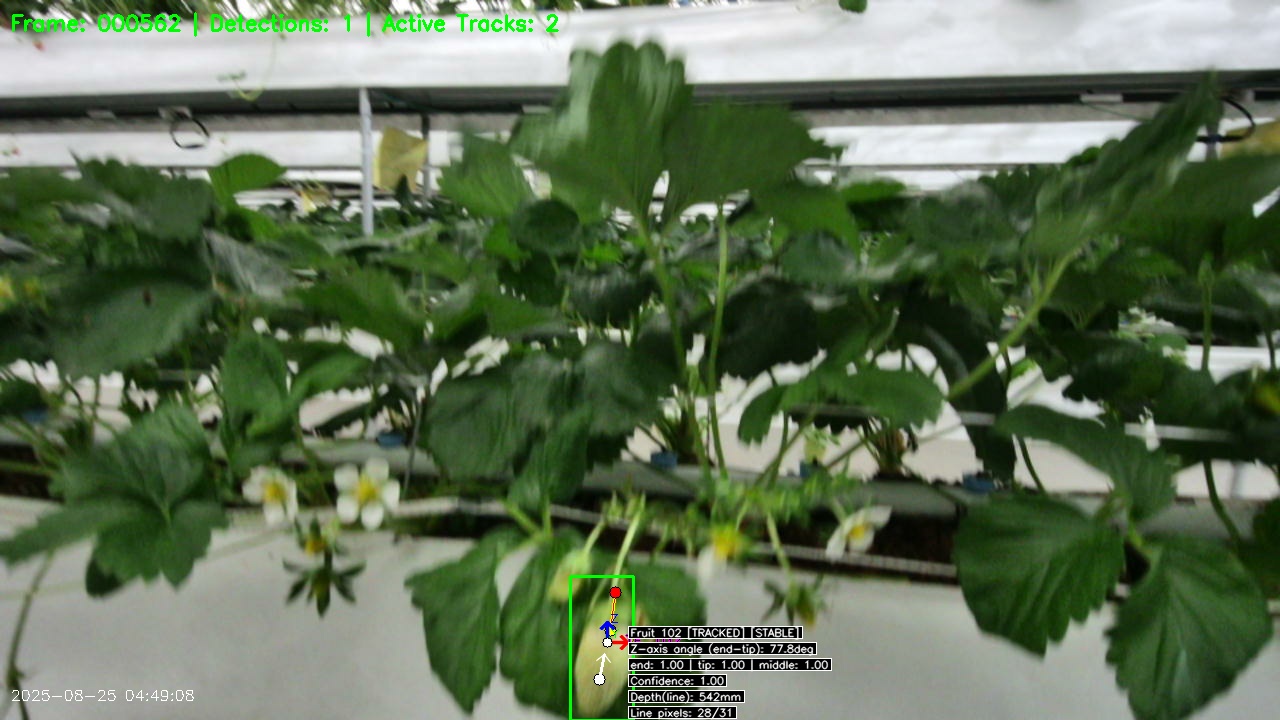 Frame: 000562 | Detections: 1 | Active Tracks: 2
Fruit 102 [TRACKED] [STABLE]
Z-axis angle (end-tip): 77.8deg
end: 1.00 | tip: 1.00 | middle: 1.00
Confidence: 1.00
Depth(line): 542mm
Line pixels: 28/31
2025-08-25 04:49:08
Z